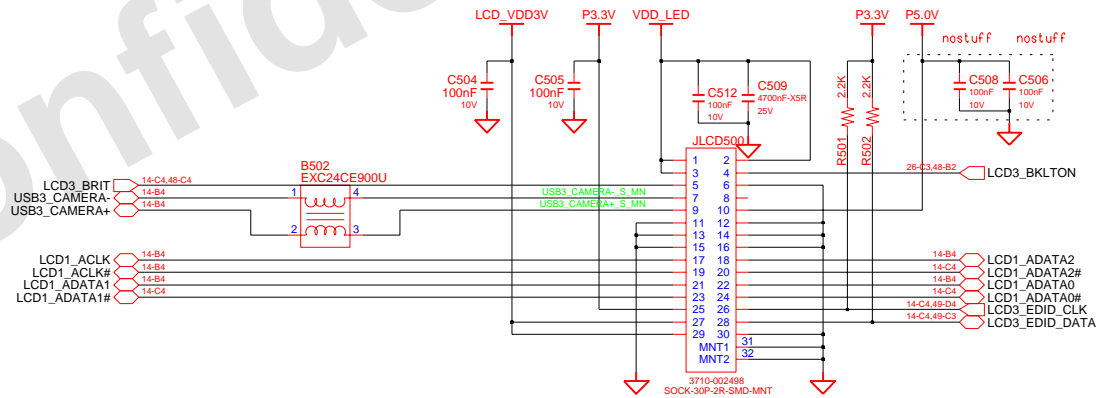 LCD_VDD3V P3.3V VDD_LED P3.3V P5.0V
nostuff nostuff
C504
100nF
10V
C505
100nF
10V
C512
100nF
10V
C509
4700nF-X5R
25V
2.2K
R501
2.2K
R502
C508
100nF
10V
C506
100nF
10V
JLCD500
B502
EXC24CE900U
1 4
2 3
LCD3_BRIT 14-C4,48-C4
USB3_CAMERA- 14-B4
USB3_CAMERA+ 14-B4
USB3_CAMERA-_S_MN
USB3_CAMERA+_S_MN
LCD1_ACLK 14-B4
LCD1_ACLK# 14-B4
LCD1_ADATA1 14-B4
LCD1_ADATA1# 14-C4
1 2
3 4
5 6
7 8
9 10
11 12
13 14
15 16
17 18
19 20
21 22
23 24
25 26
27 28
29 30
MNT1 31
MNT2 32
26-C3,48-B2 LCD3_BKLTON
14-B4 LCD1_ADATA2
14-C4 LCD1_ADATA2#
14-B4 LCD1_ADATA0
14-C4 LCD1_ADATA0#
14-C4,49-D4 LCD3_EDID_CLK
14-C4,49-C3 LCD3_EDID_DATA
3710-002498
SOCK-30P-2R-SMD-MNT
onfide